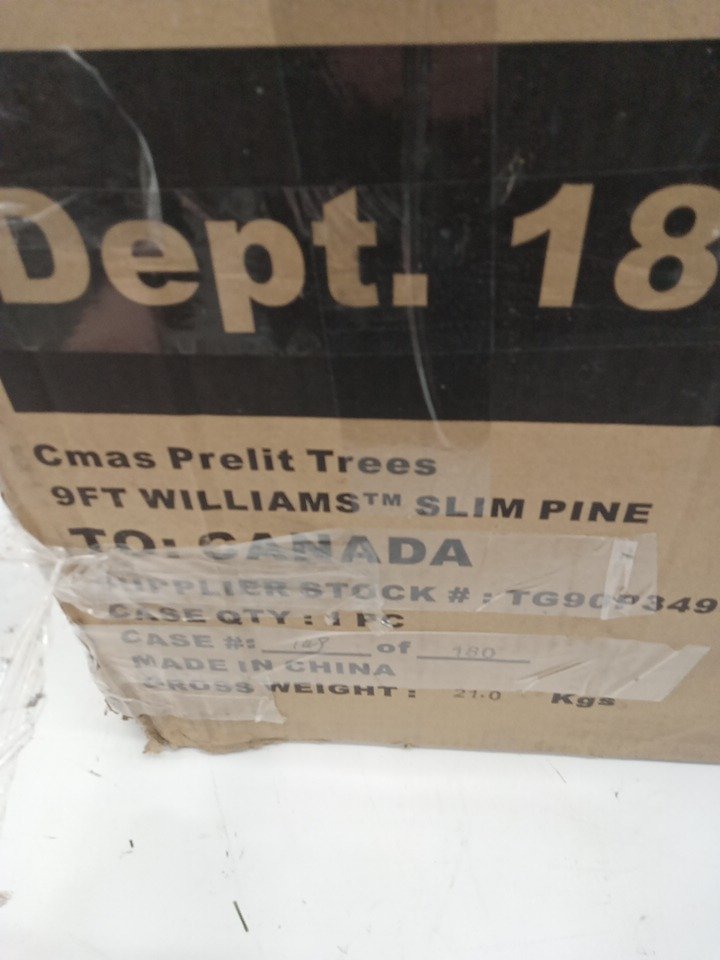 Dept. 18
Cmas Prelit Trees
9FT WILLIAMS™ SLIM PINE
TO: CANADA
SUPPLIER STOCK # : TG90P349
CASE QTY : 1 PC
CASE #: of 180
MADE IN CHINA
GROSS WEIGHT : 21.0 Kgs